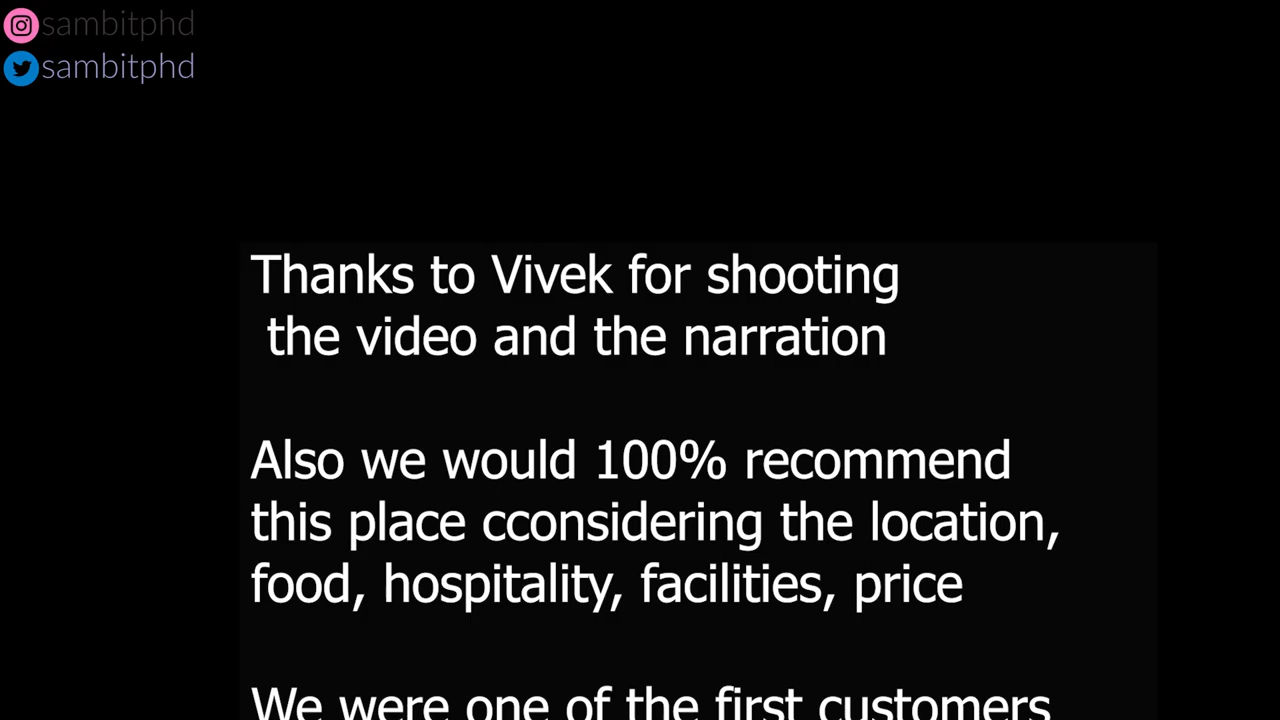 sambitphd
sambitphd
Thanks to Vivek for shooting
the video and the narration
Also we would 100% recommend
this place cconsidering the location,
food, hospitality, facilities, price
We were one of the first customers